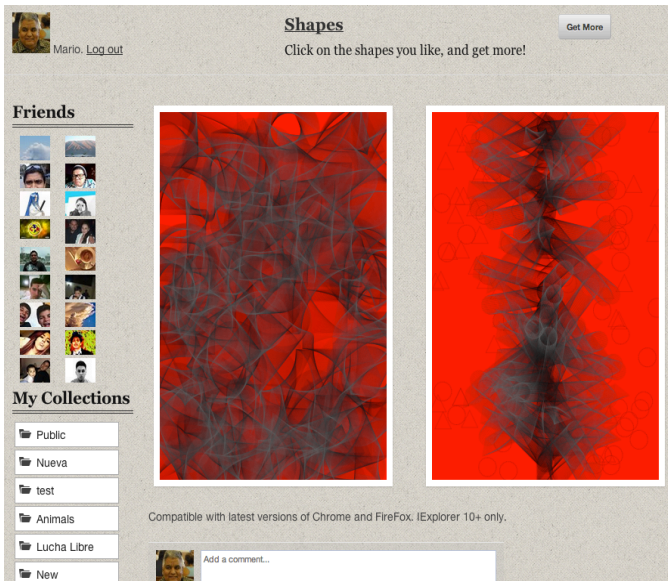 Mario. Log out
Shapes
Click on the shapes you like, and get more!
Get More
Friends
My Collections
Public
Nueva
test
Animals
Lucha Libre
New
Compatible with latest versions of Chrome and FireFox. IExplorer 10+ only.
Add a comment...